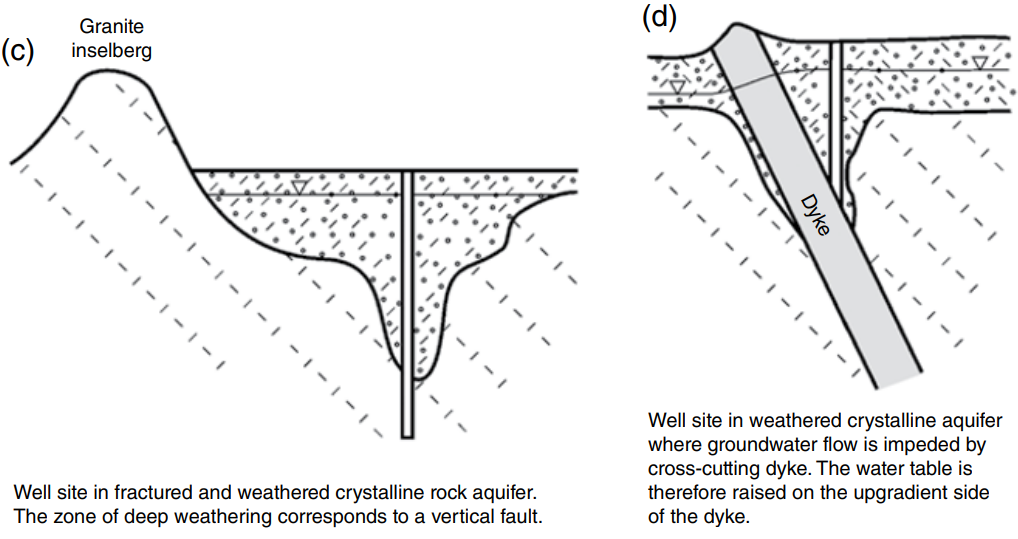 (c)
Granite
inselberg
Well site in fractured and weathered crystalline rock aquifer.
The zone of deep weathering corresponds to a vertical fault.
(d)
Dyke
Well site in weathered crystalline aquifer
where groundwater flow is impeded by
cross-cutting dyke. The water table is
therefore raised on the upgradient side
of the dyke.